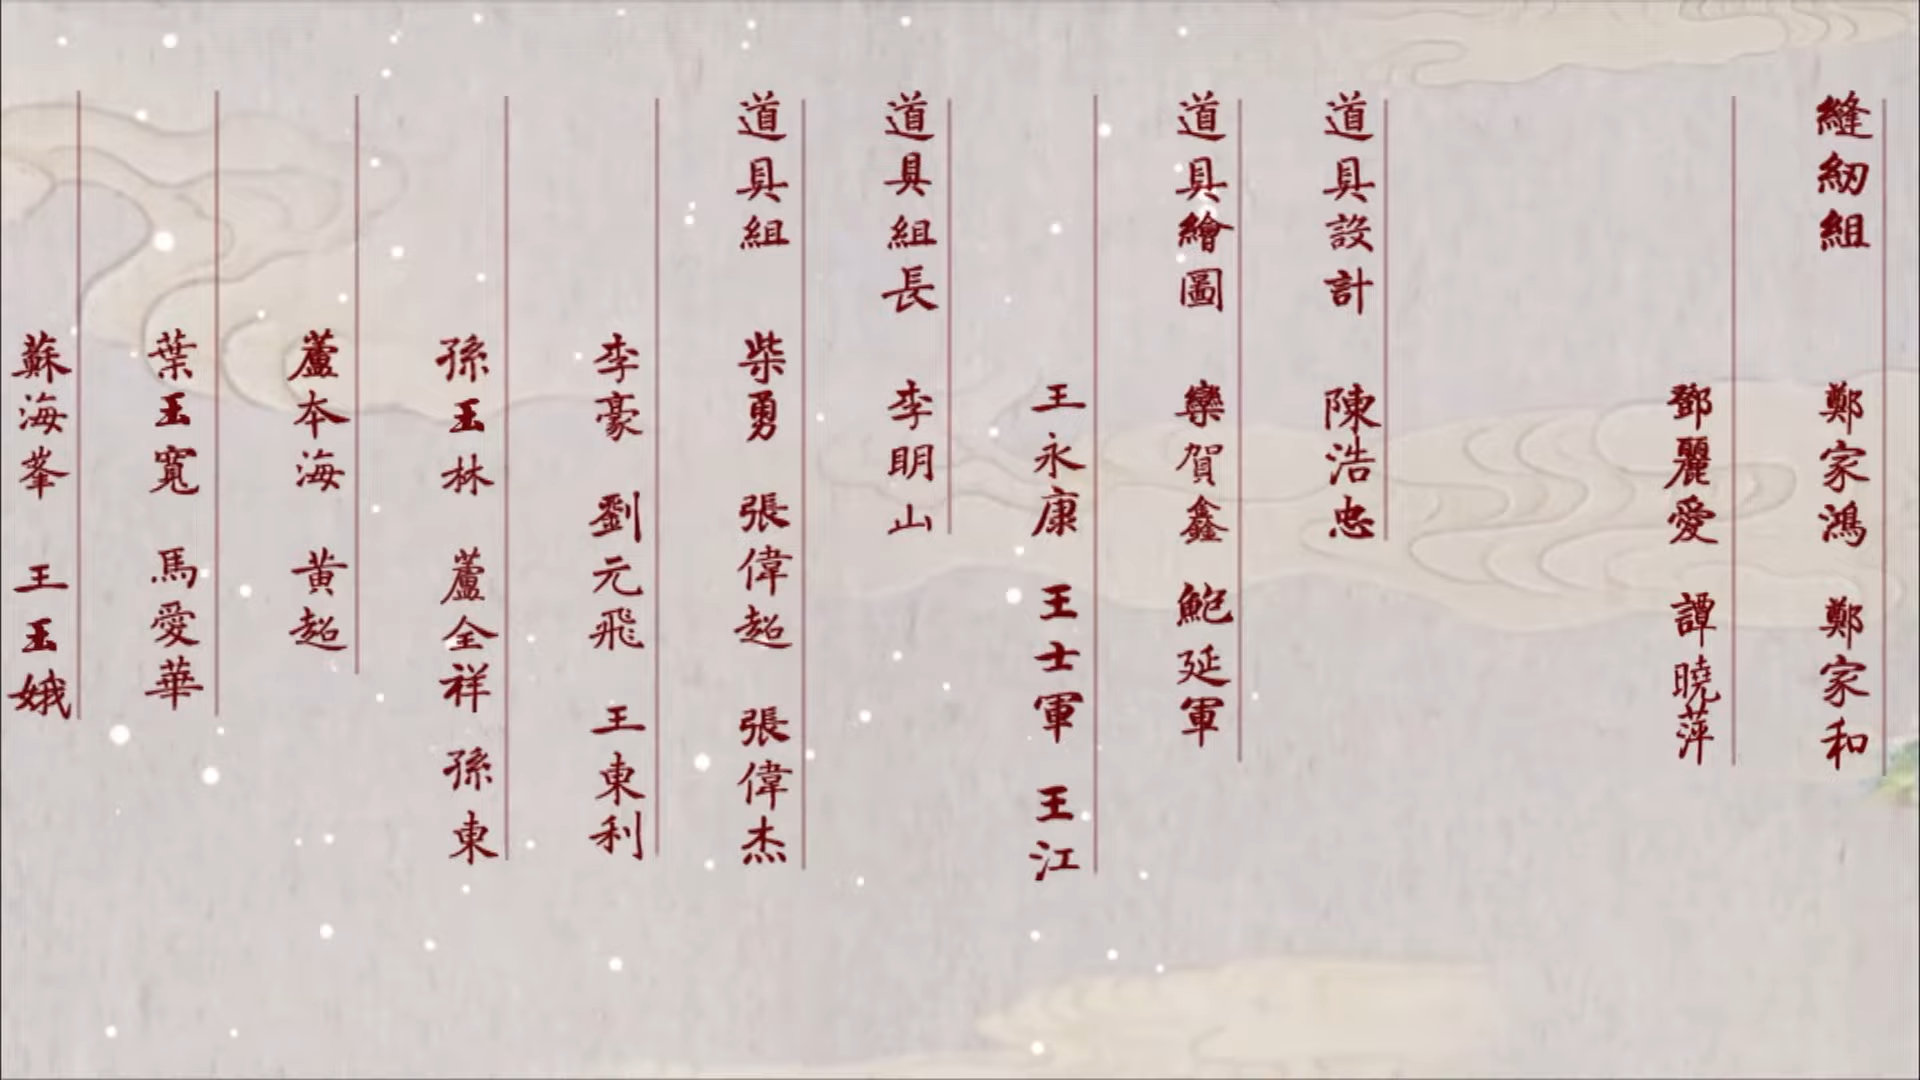 縫紉組 鄭家鴻 鄭家和
鄧麗愛 譚曉萍
道具設計 陳浩忠
道具繪圖 欒賀鑫 鮑延軍
王永康 王士軍 王江
道具組長 李明山
道具組 柴勇 張偉超 張偉杰
李豪 劉元飛 王東利
孫玉林 蘆全祥 孫東
蘆本海 黃超
葉玉寬 馬愛華
蘇海峯 王玉娥